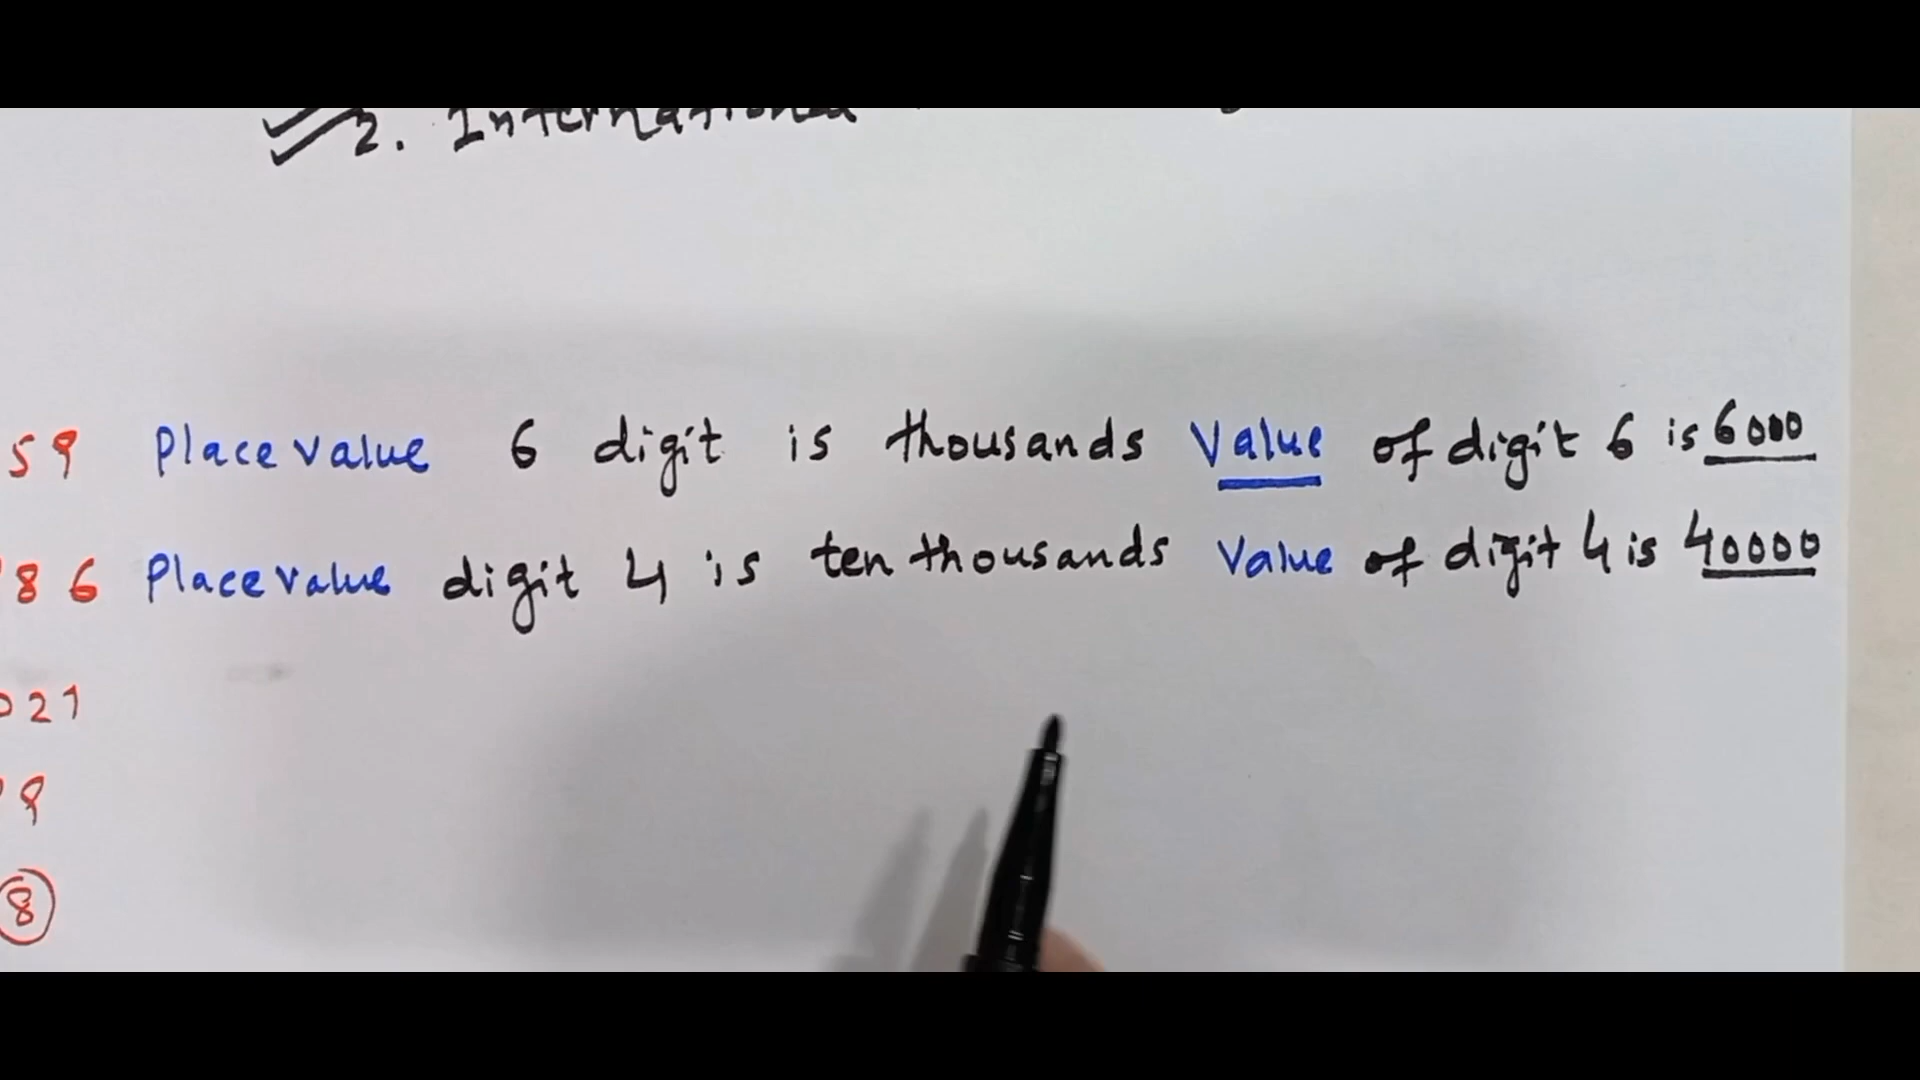 2. International
59 Place value 6 digit is thousands Value of digit 6 is 6000
86 Place value digit 4 is ten thousands Value of digit 4 is 40000
021
9
8